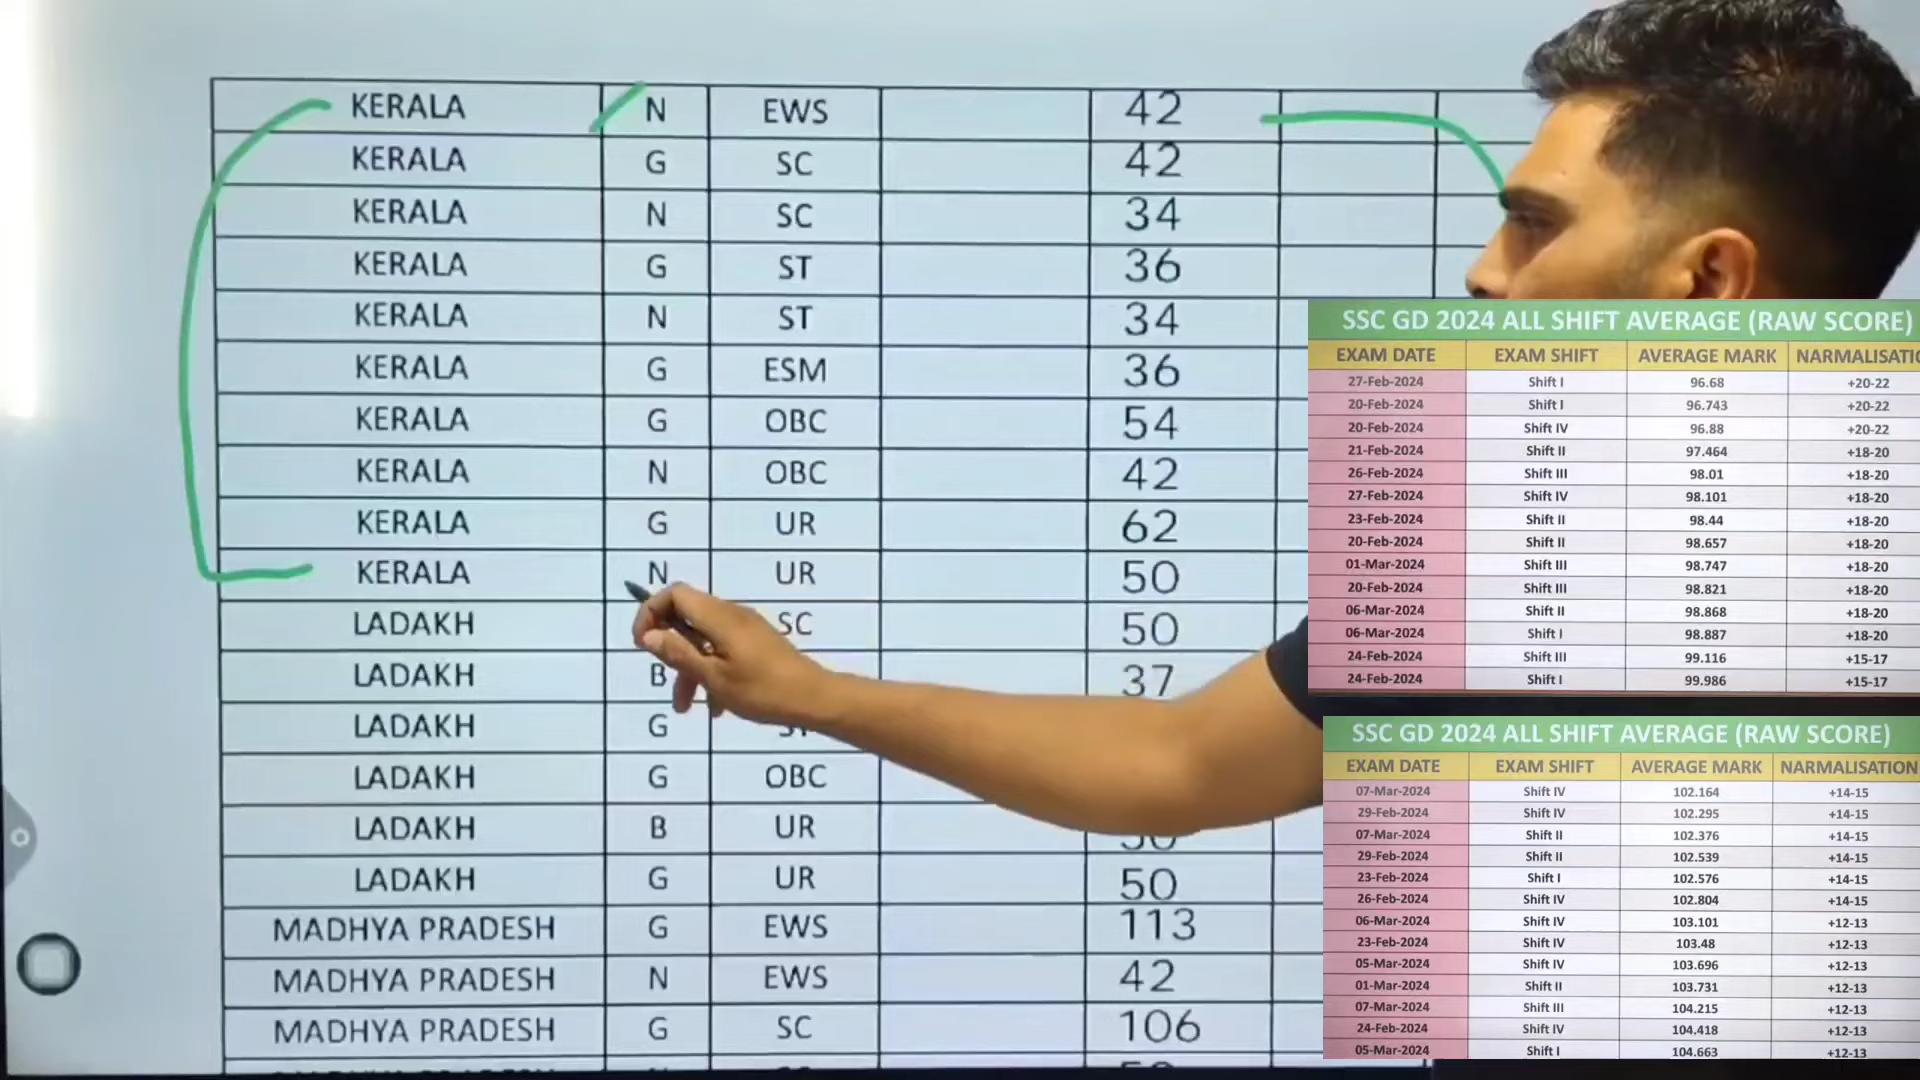 KERALA N EWS 42
KERALA G SC 42
KERALA N SC 34
KERALA G ST 36
KERALA N ST 34
KERALA G ESM 36
KERALA G OBC 54
KERALA N OBC 42
KERALA G UR 62
KERALA N UR 50
LADAKH SC 50
LADAKH B 37
LADAKH G ST
LADAKH G OBC
LADAKH B UR
LADAKH G UR 50
MADHYA PRADESH G EWS 113
MADHYA PRADESH N EWS 42
MADHYA PRADESH G SC 106
SSC GD 2024 ALL SHIFT AVERAGE (RAW SCORE)
EXAM DATE EXAM SHIFT AVERAGE MARK
27-Feb-2024 Shift I 96.68 +20-22
20-Feb-2024 Shift I 96.743 +20-22
20-Feb-2024 Shift IV 96.88 +20-22
21-Feb-2024 Shift II 97.464 +18-20
26-Feb-2024 Shift III 98.01 +18-20
27-Feb-2024 Shift IV 98.101 +18-20
23-Feb-2024 Shift II 98.44 +18-20
20-Feb-2024 Shift II 98.657 +18-20
01-Mar-2024 Shift III 98.747 +18-20
20-Feb-2024 Shift III 98.821 +18-20
06-Mar-2024 Shift II 98.868 +18-20
06-Mar-2024 Shift I 98.887 +18-20
24-Feb-2024 Shift III 99.116 +15-17
24-Feb-2024 Shift I 99.986 +15-17
SSC GD 2024 ALL SHIFT AVERAGE (RAW SCORE)
EXAM DATE EXAM SHIFT AVERAGE MARK NARMALISATION
07-Mar-2024 Shift IV 102.164 +14-15
29-Feb-2024 Shift IV 102.295 +14-15
07-Mar-2024 Shift II 102.376 +14-15
29-Feb-2024 Shift II 102.539 +14-15
23-Feb-2024 Shift I 102.576 +14-15
26-Feb-2024 Shift IV 102.804 +14-15
06-Mar-2024 Shift IV 103.101 +12-13
23-Feb-2024 Shift IV 103.48 +12-13
05-Mar-2024 Shift IV 103.696 +12-13
01-Mar-2024 Shift II 103.731 +12-13
07-Mar-2024 Shift III 104.215 +12-13
24-Feb-2024 Shift IV 104.418 +12-13
05-Mar-2024 Shift I 104.663 +12-13